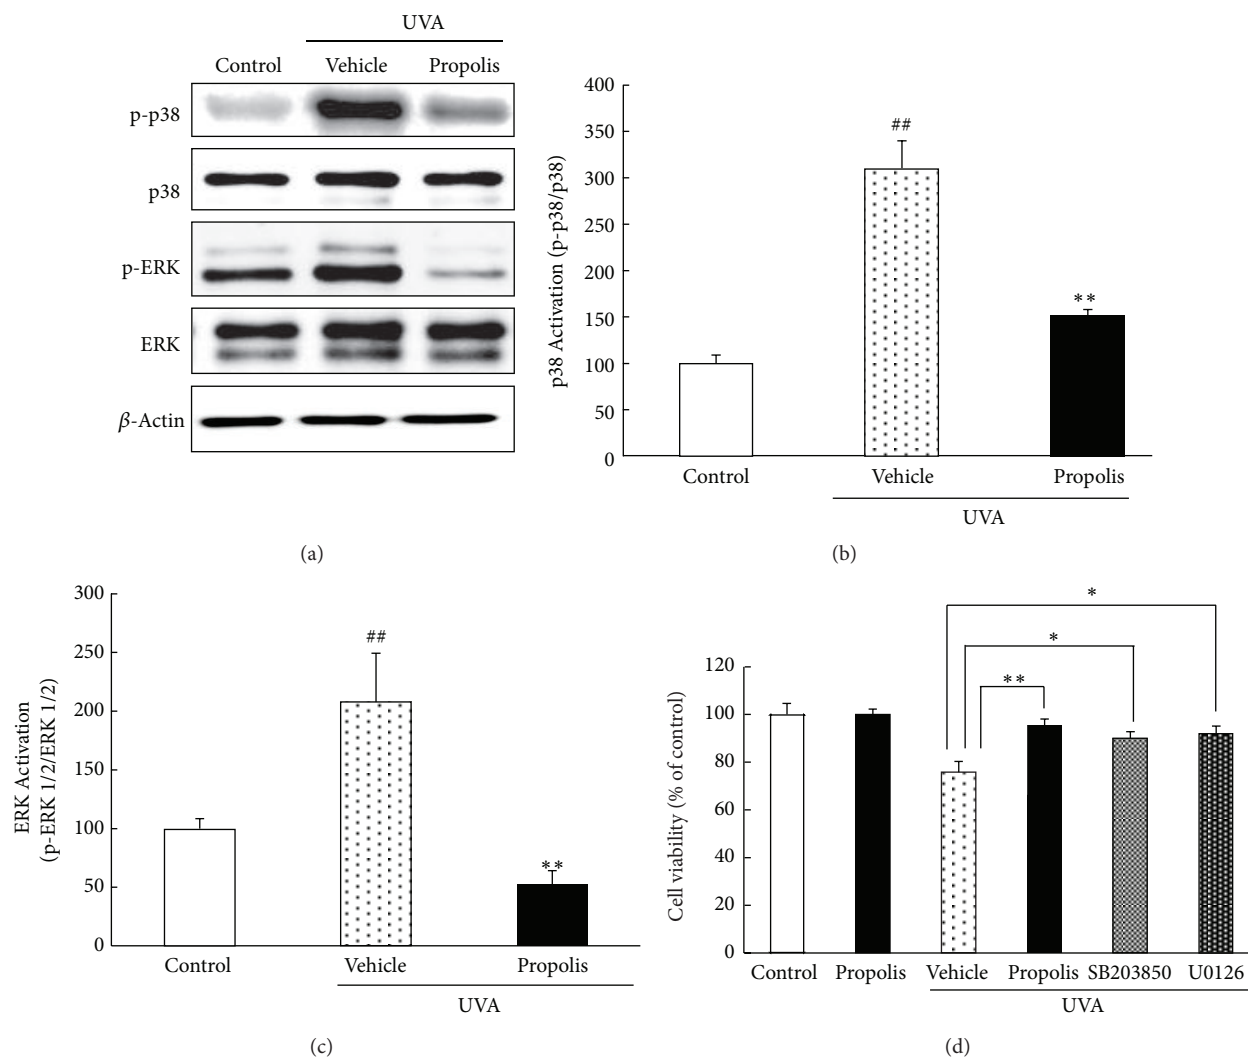 UVA
Control Vehicle Propolis
p-p38
p38
p-ERK
ERK
β-Actin
(a)
p38 Activation (p-p38/p38)
400
350
300
250
200
150
100
50
0
##
**
Control Vehicle Propolis
UVA
(b)
ERK Activation
(p-ERK 1/2/ERK 1/2)
300
250
200
150
100
50
0
##
**
Control Vehicle Propolis
UVA
(c)
Cell viability (% of control)
120
100
80
60
40
20
0
*
*
**
Control Propolis Vehicle Propolis SB203850 U0126
UVA
(d)